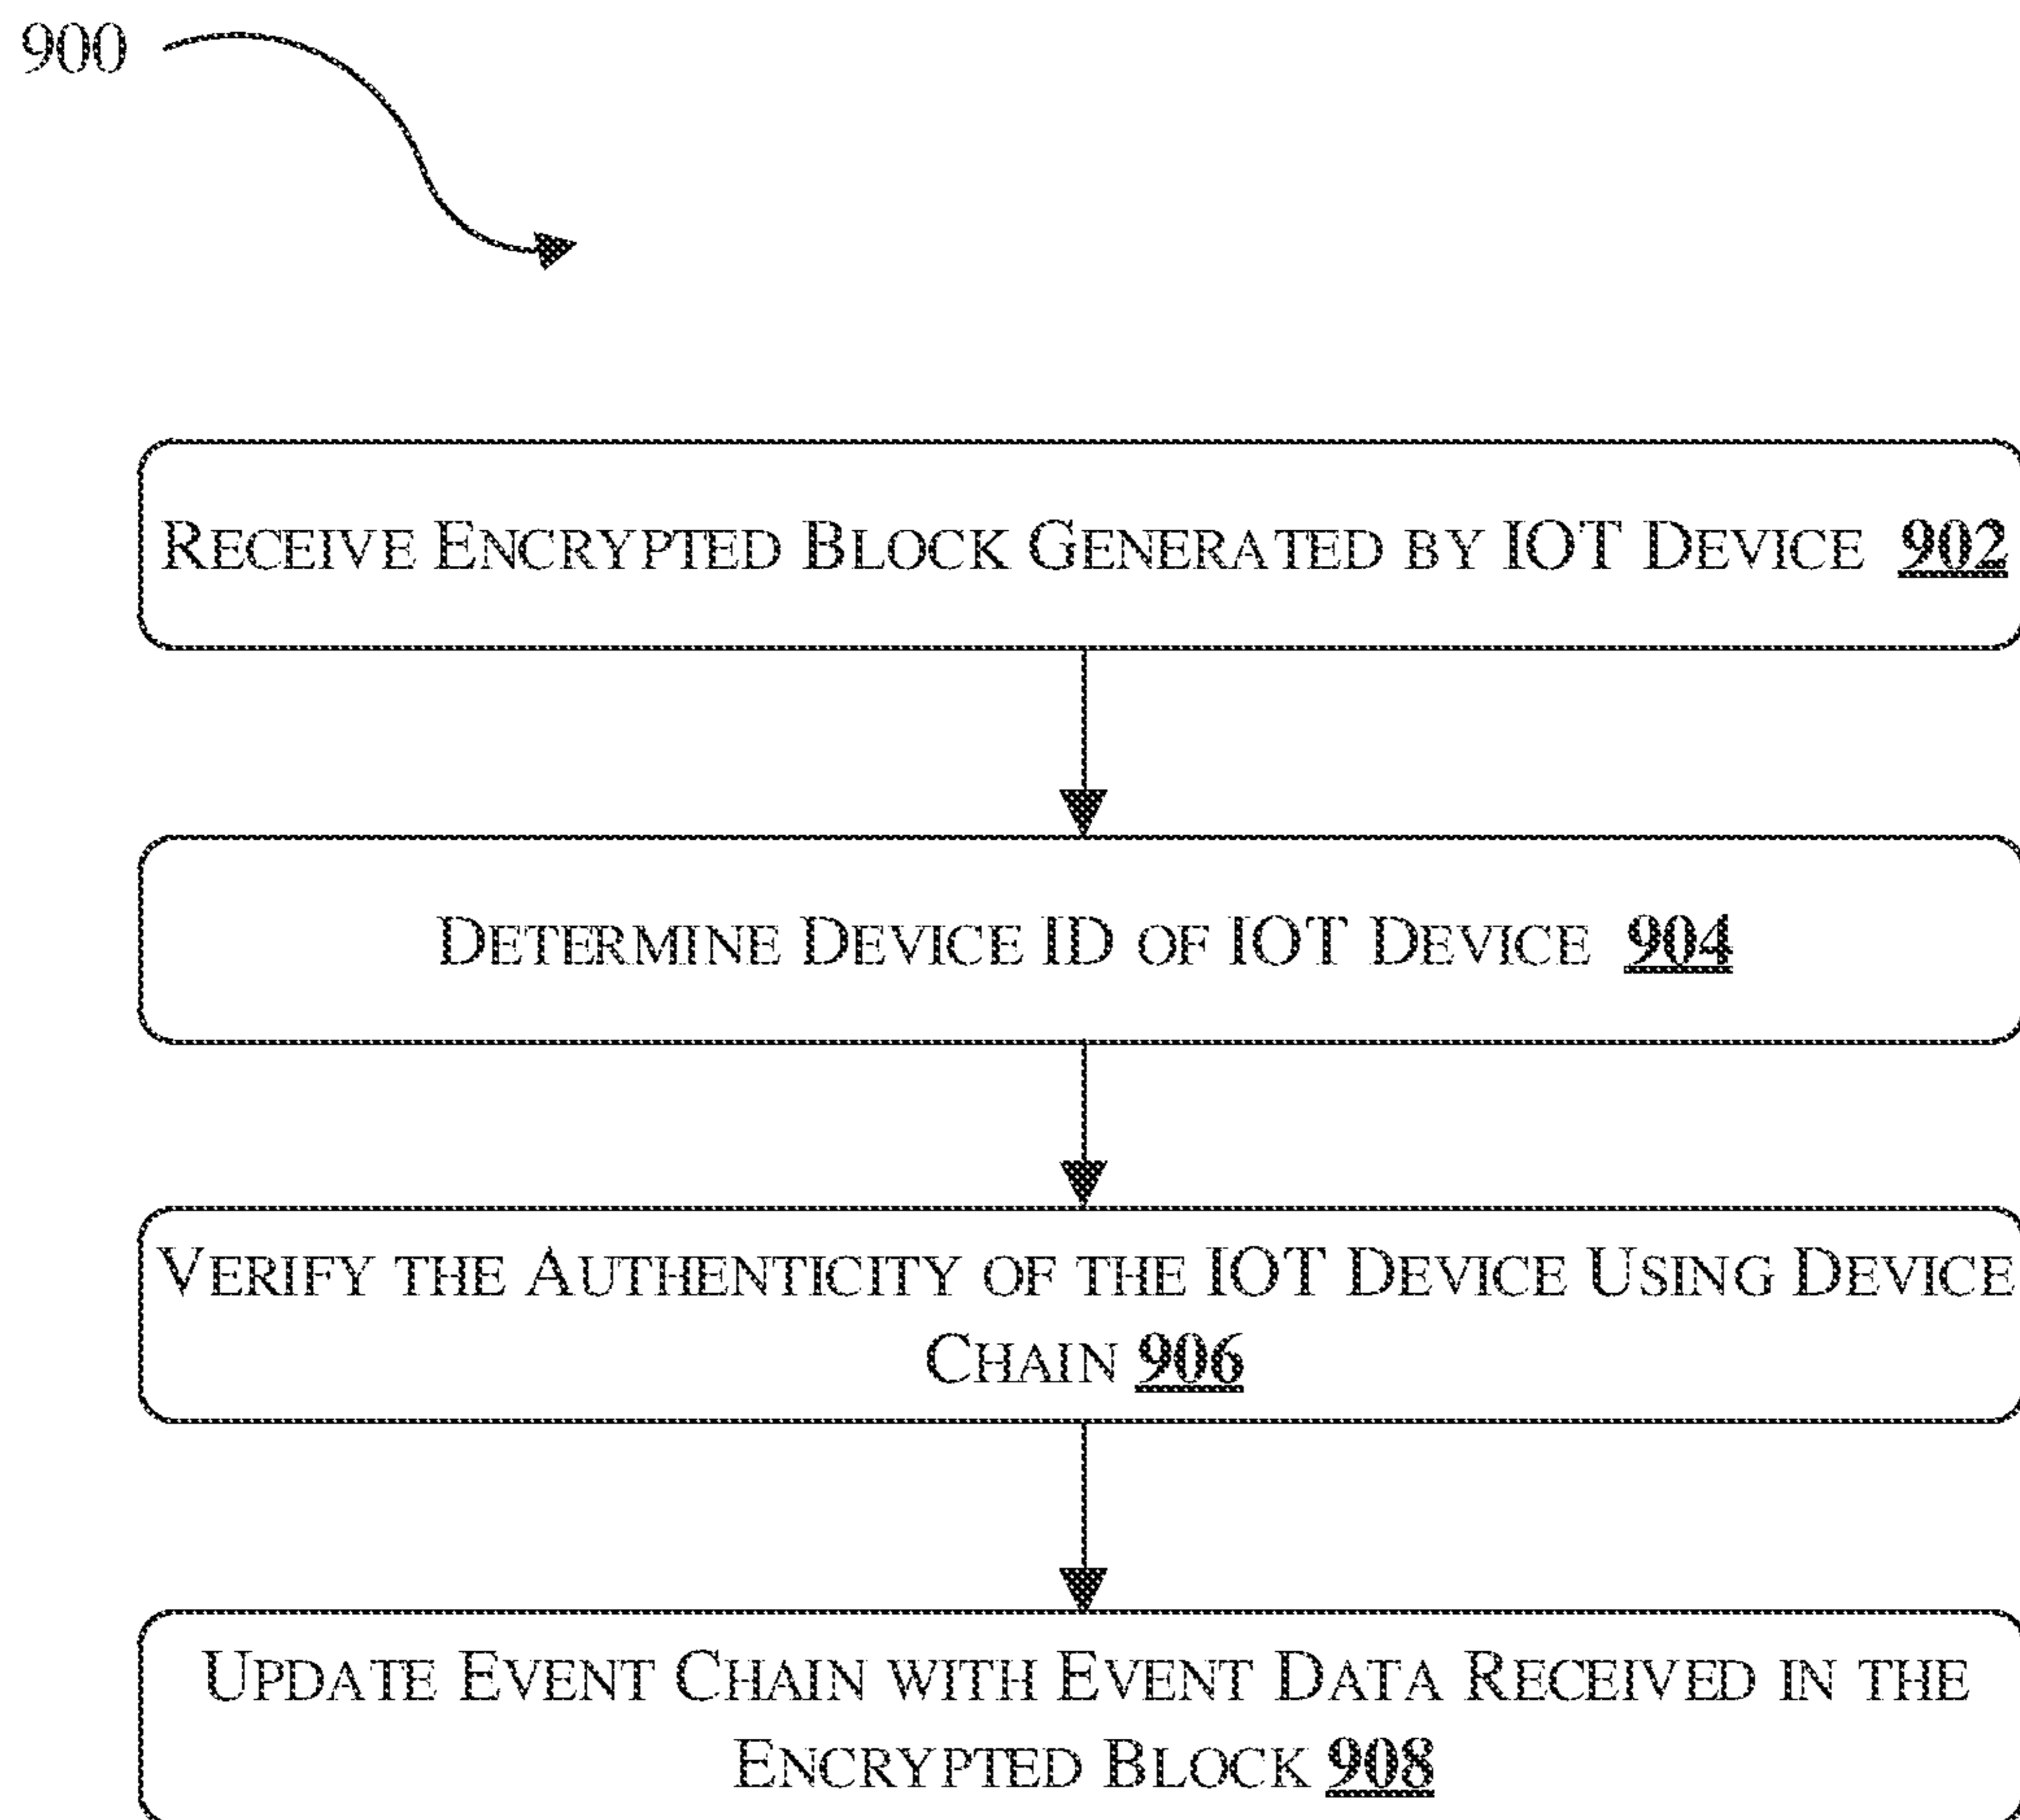 900
RECEIVE ENCRYPTED BLOCK GENERATED BY IOT DEVICE 902
DETERMINE DEVICE ID OF IOT DEVICE 904
VERIFY THE AUTHENTICITY OF THE IOT DEVICE USING DEVICE
CHAIN 906
UPDATE EVENT CHAIN WITH EVENT DATA RECEIVED IN THE
ENCRYPTED BLOCK 908